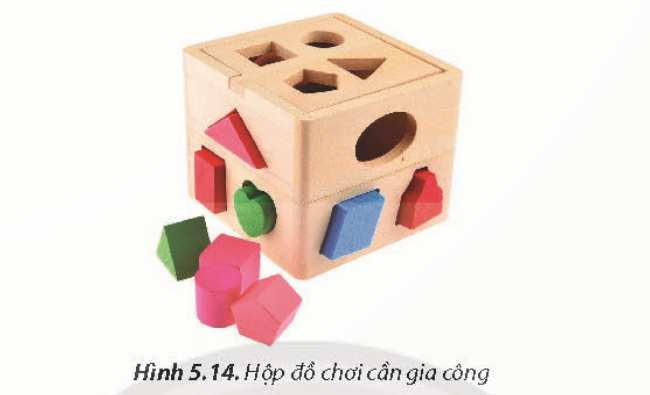 Hình 5.14. Hộp đồ chơi cần gia công